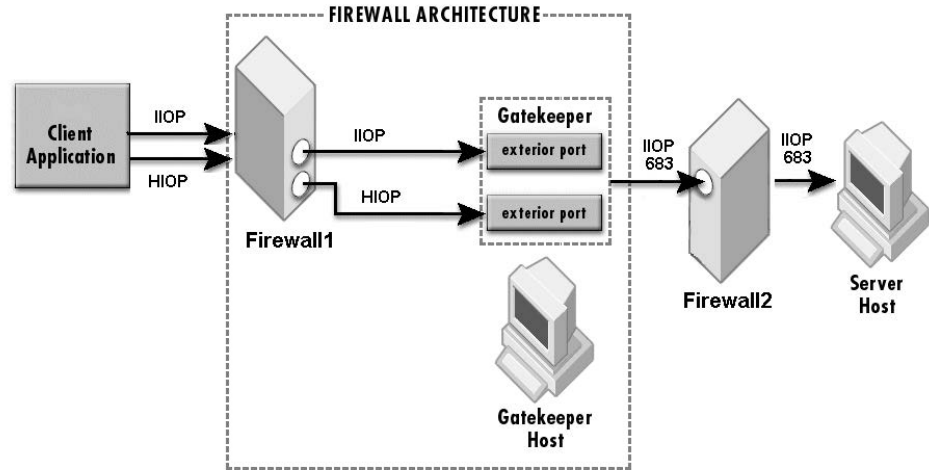 FIREWALL ARCHITECTURE
Client
Application
IIOP
HIOP
Firewall1
IIOP
HIOP
Gatekeeper
exterior port
exterior port
Gatekeeper
Host
IIOP
683
Firewall2
IIOP
683
Server
Host